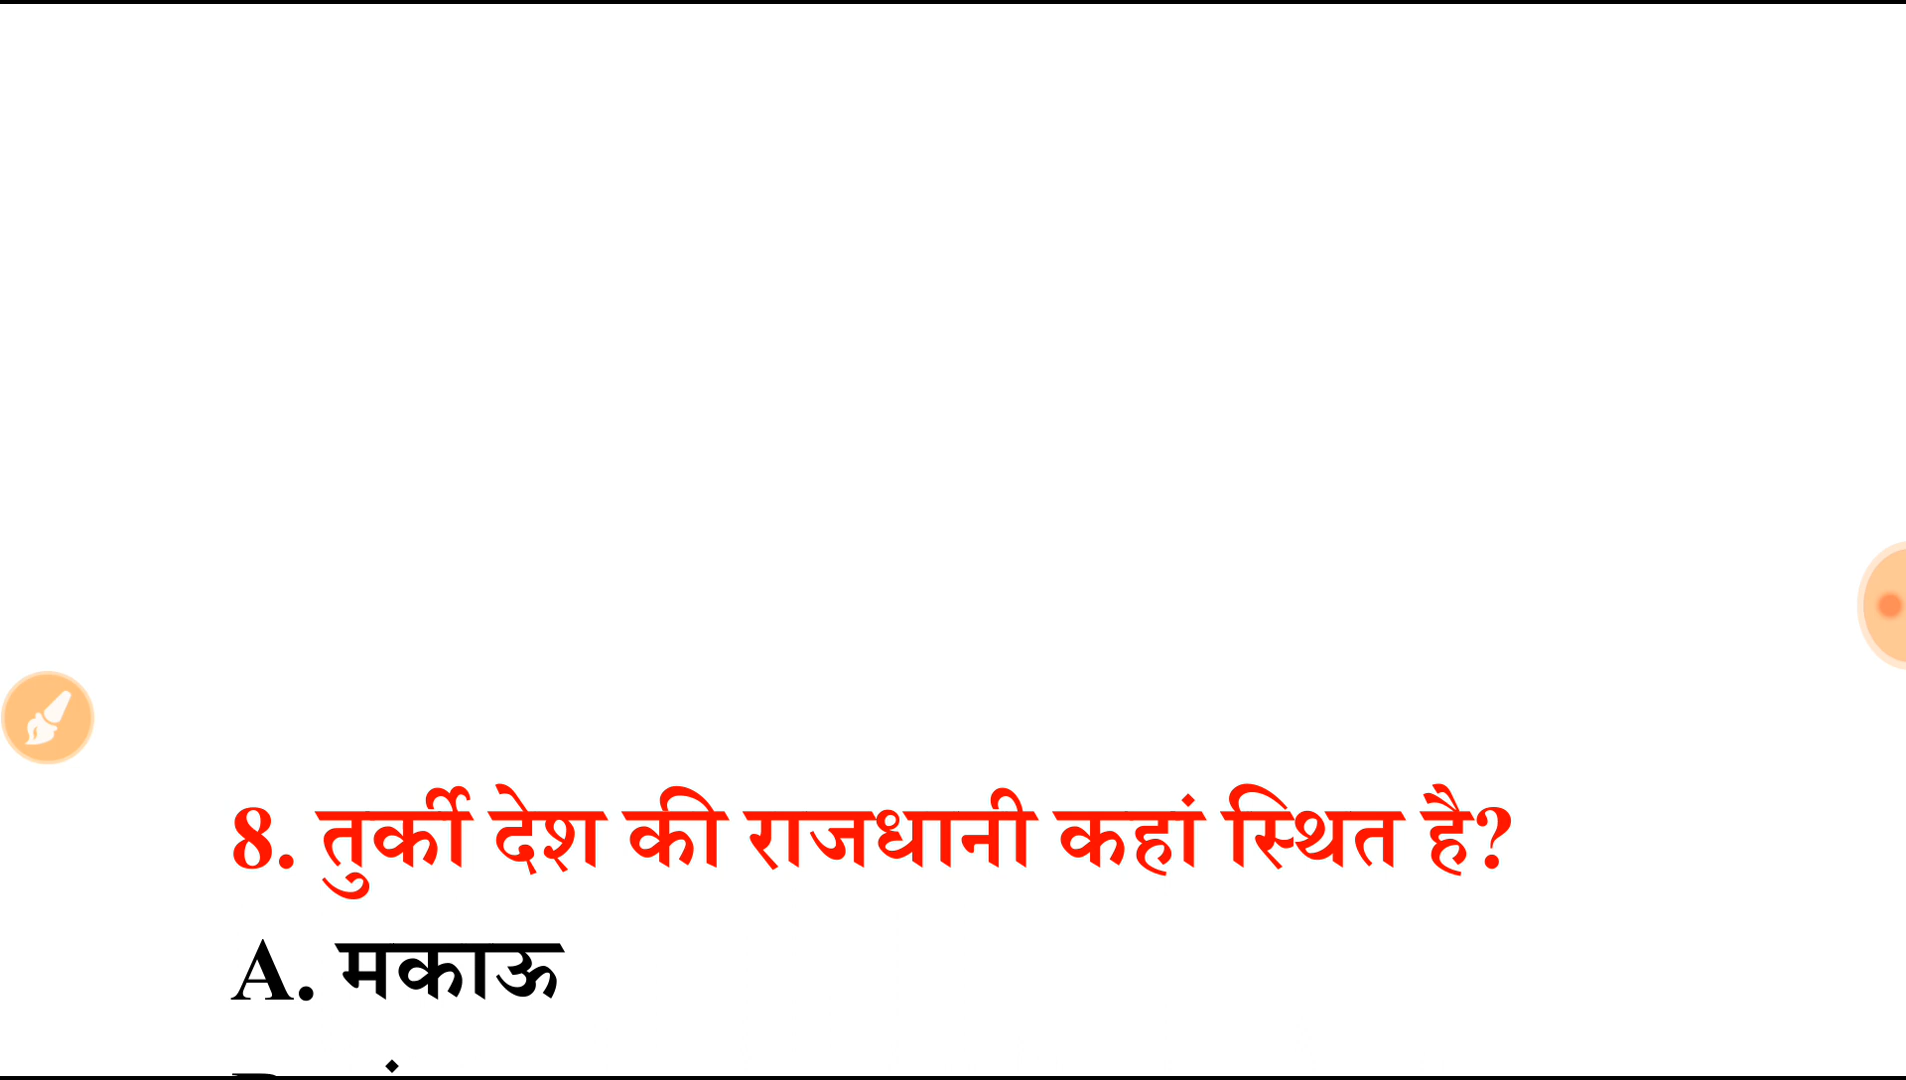 8. तुर्की देश की राजधानी कहां स्थित है?
A. मकाऊ